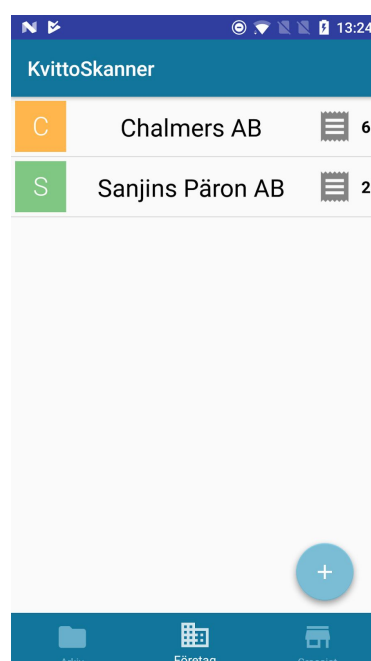 13:24
KvittoSkanner
C Chalmers AB 6
S Sanjins Päron AB 2
+
Företag